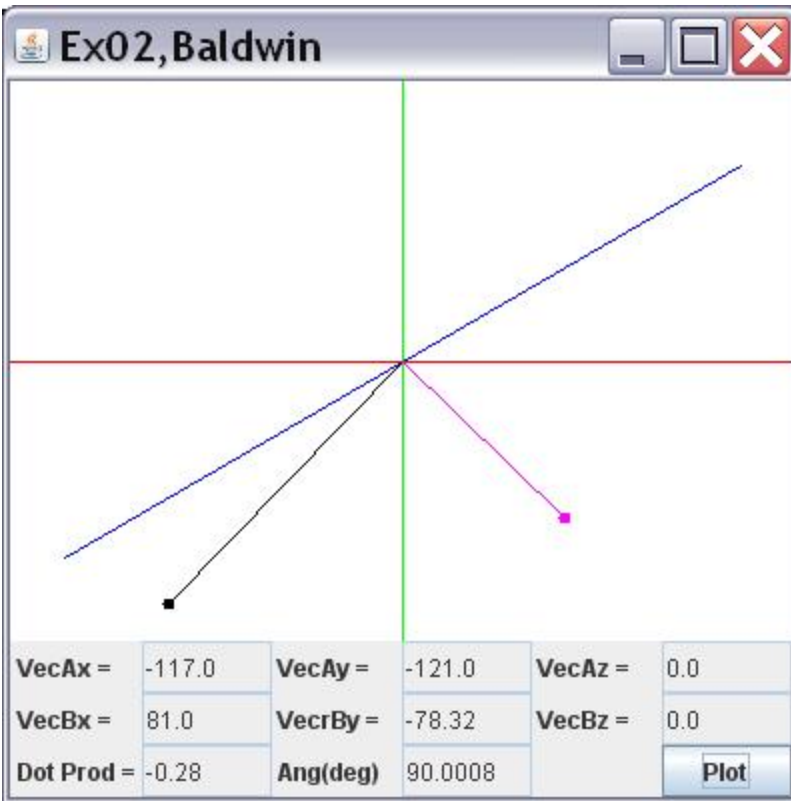 Ex02,Baldwin
VecAx = -117.0 VecAy = -121.0 VecAz = 0.0
VecBx = 81.0 VecrBy = -78.32 VecBz = 0.0
Dot Prod = -0.28 Ang(deg) 90.0008 Plot